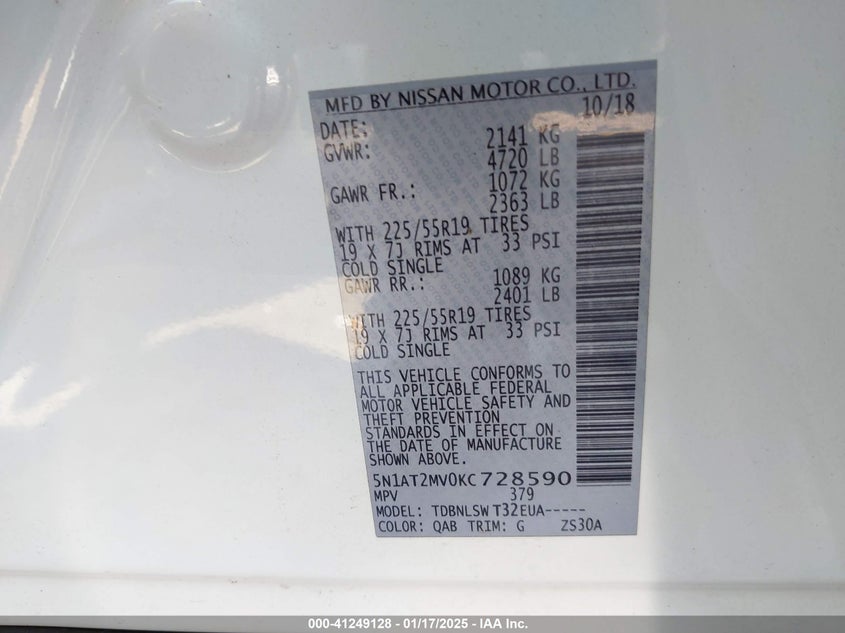 MFD BY NISSAN MOTOR CO., LTD.
DATE: 10/18
GVWR: 2141 KG
4720 LB
GAWR FR.: 1072 KG
2363 LB
WITH 225/55R19 TIRES
19 X 7J RIMS AT 33 PSI
COLD SINGLE
GAWR RR.: 1089 KG
2401 LB
WITH 225/55R19 TIRES
19 X 7J RIMS AT 33 PSI
COLD SINGLE
THIS VEHICLE CONFORMS TO
ALL APPLICABLE FEDERAL
MOTOR VEHICLE SAFETY AND
THEFT PREVENTION
STANDARDS IN EFFECT ON
THE DATE OF MANUFACTURE
SHOWN ABOVE.
5N1AT2MV0KC728590
MPV 379
MODEL: TDBNLSW T32EUA-----
COLOR: QAB TRIM: G ZS30A
000-41249128 - 01/17/2025 - IAA Inc.